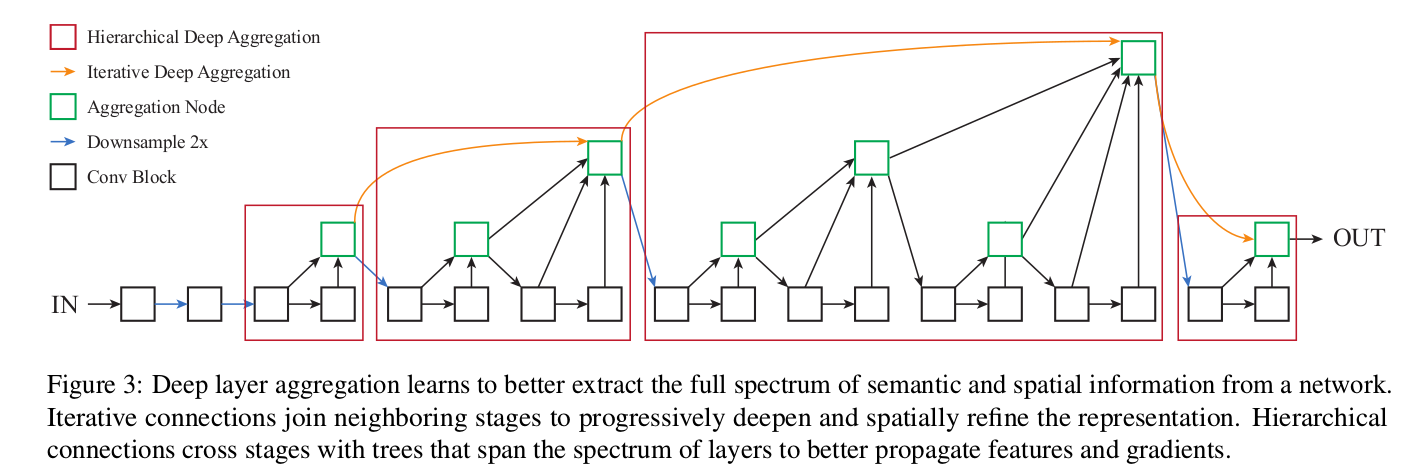 Hierarchical Deep Aggregation
Iterative Deep Aggregation
Aggregation Node
Downsample 2x
Conv Block
IN
OUT
Figure 3: Deep layer aggregation learns to better extract the full spectrum of semantic and spatial information from a network.
Iterative connections join neighboring stages to progressively deepen and spatially refine the representation. Hierarchical
connections cross stages with trees that span the spectrum of layers to better propagate features and gradients.